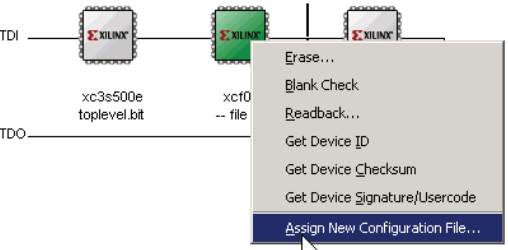 TDI
XILINX
XILINX
XILINX
xc3s500e
toplevel.bit
xcf0
-- file
TDO
Erase...
Blank Check
Readback...
Get Device ID
Get Device Checksum
Get Device Signature/Usercode
Assign New Configuration File...